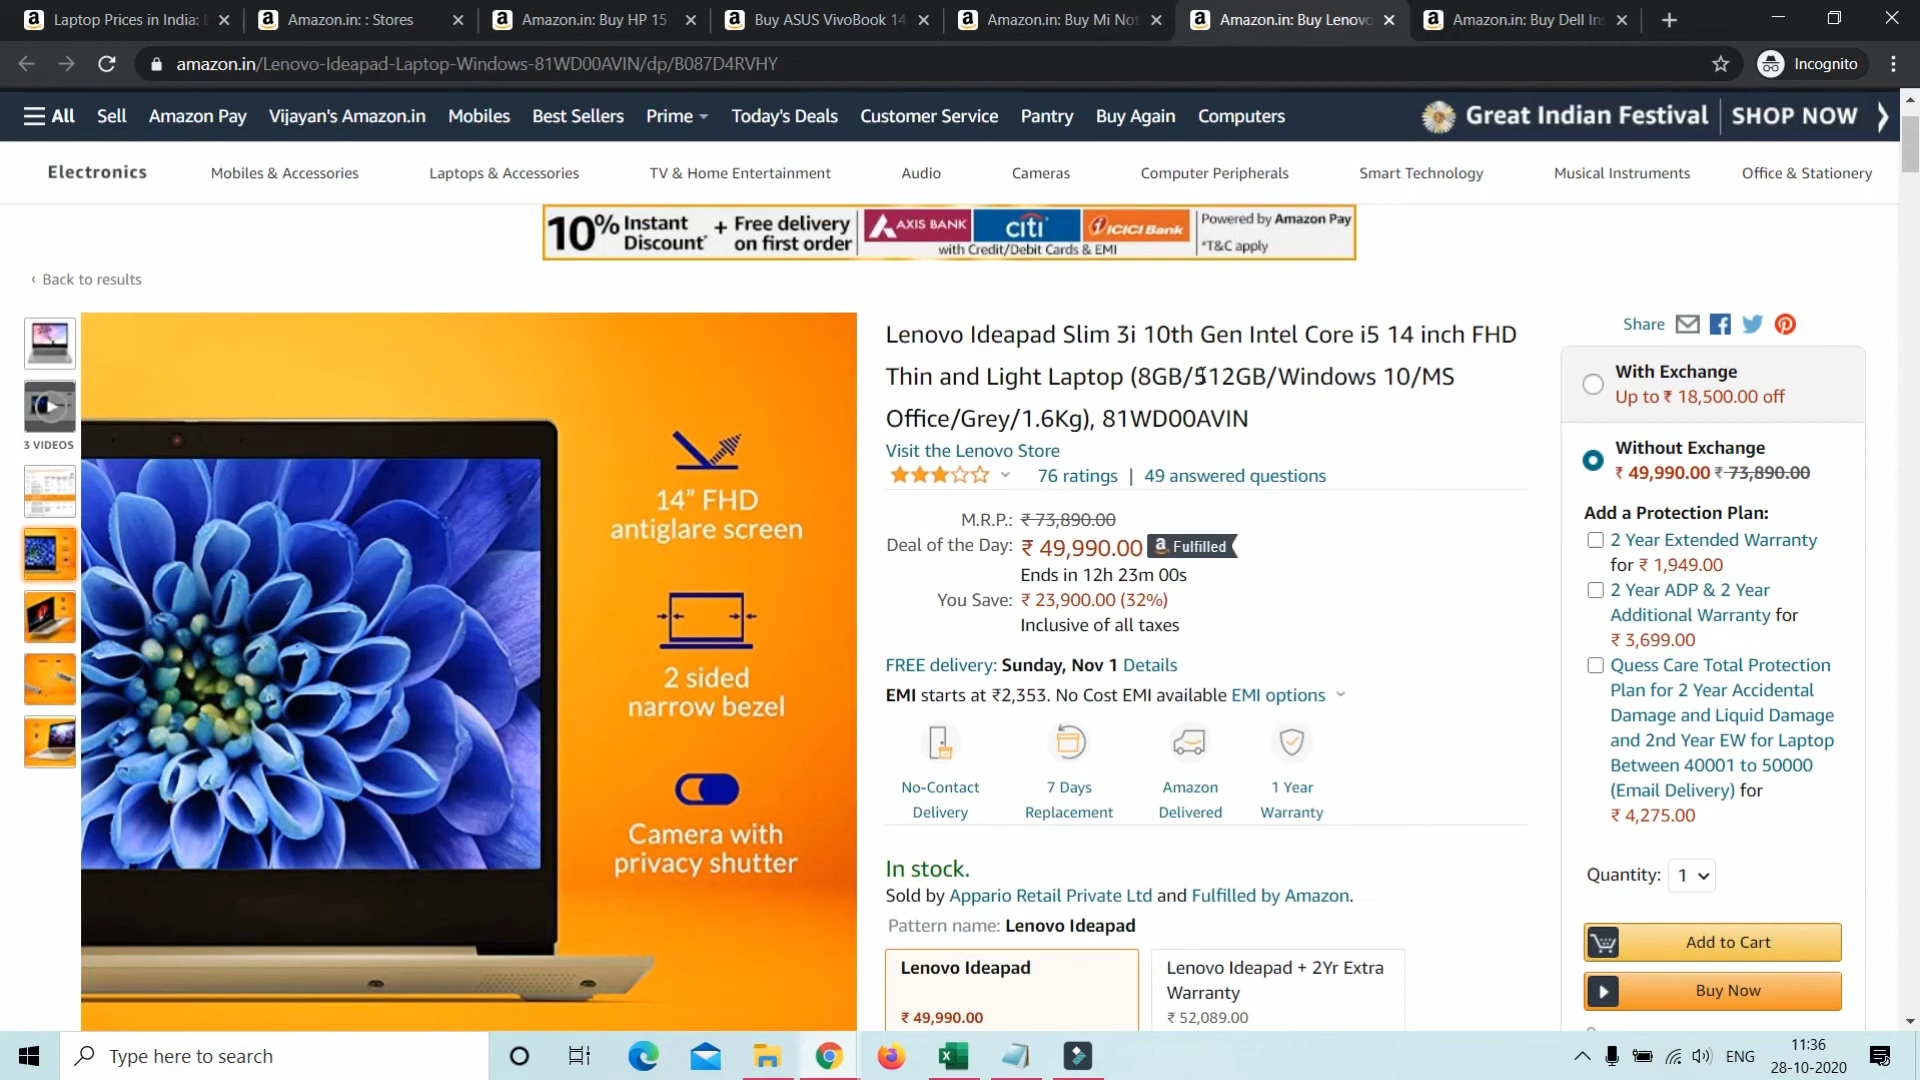 Laptop Prices in India:
Amazon.in: : Stores
Amazon.in: Buy HP 15
Buy ASUS VivoBook 14
Amazon.in: Buy Mi Not
Amazon.in: Buy Lenovo
Amazon.in: Buy Dell Ins
amazon.in/Lenovo-Ideapad-Laptop-Windows-81WD00AVIN/dp/B087D4RVHY
Incognito
All
Sell
Amazon Pay
Vijayan's Amazon.in
Mobiles
Best Sellers
Prime
Today's Deals
Customer Service
Pantry
Buy Again
Computers
Great Indian Festival
SHOP NOW
Electronics
Mobiles & Accessories
Laptops & Accessories
TV & Home Entertainment
Audio
Cameras
Computer Peripherals
Smart Technology
Musical Instruments
Office & Stationery
10% Instant Discount* + Free delivery on first order
AXIS BANK
citi
ICICI Bank
with Credit/Debit Cards & EMI
Powered by Amazon Pay
*T&C apply
‹ Back to results
3 VIDEOS
14” FHD
antiglare screen
2 sided
narrow bezel
Camera with
privacy shutter
Lenovo Ideapad Slim 3i 10th Gen Intel Core i5 14 inch FHD
Thin and Light Laptop (8GB/512GB/Windows 10/MS
Office/Grey/1.6Kg), 81WD00AVIN
Visit the Lenovo Store
76 ratings | 49 answered questions
M.R.P.: ₹ 73,890.00
Deal of the Day: ₹ 49,990.00 a Fulfilled
Ends in 12h 23m 00s
You Save: ₹ 23,900.00 (32%)
Inclusive of all taxes
FREE delivery: Sunday, Nov 1 Details
EMI starts at ₹2,353. No Cost EMI available EMI options
No-Contact
Delivery
7 Days
Replacement
Amazon
Delivered
1 Year
Warranty
In stock.
Sold by Appario Retail Private Ltd and Fulfilled by Amazon.
Pattern name: Lenovo Ideapad
Lenovo Ideapad
₹ 49,990.00
Lenovo Ideapad + 2Yr Extra
Warranty
₹ 52,089.00
Share
With Exchange
Up to ₹ 18,500.00 off
Without Exchange
₹ 49,990.00 ₹ 73,890.00
Add a Protection Plan:
2 Year Extended Warranty
for ₹ 1,949.00
2 Year ADP & 2 Year
Additional Warranty for
₹ 3,699.00
Quess Care Total Protection
Plan for 2 Year Accidental
Damage and Liquid Damage
and 2nd Year EW for Laptop
Between 40001 to 50000
(Email Delivery) for
₹ 4,275.00
Quantity: 1
Add to Cart
Buy Now
Type here to search
ENG
11:36
28-10-2020